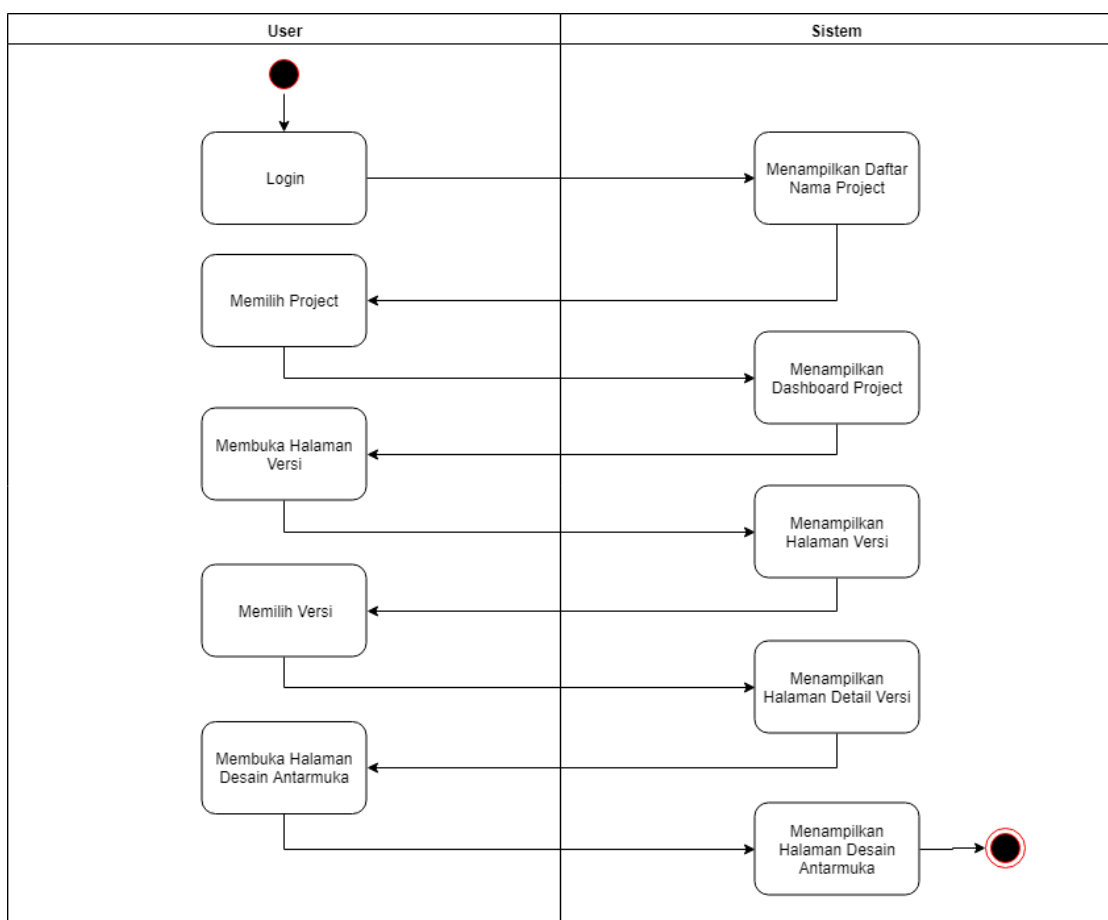 User
Sistem
Login
Menampilkan Daftar
Nama Project
Memilih Project
Menampilkan
Dashboard Project
Membuka Halaman
Versi
Menampilkan
Halaman Versi
Memilih Versi
Menampilkan
Halaman Detail Versi
Membuka Halaman
Desain Antarmuka
Menampilkan
Halaman Desain
Antarmuka